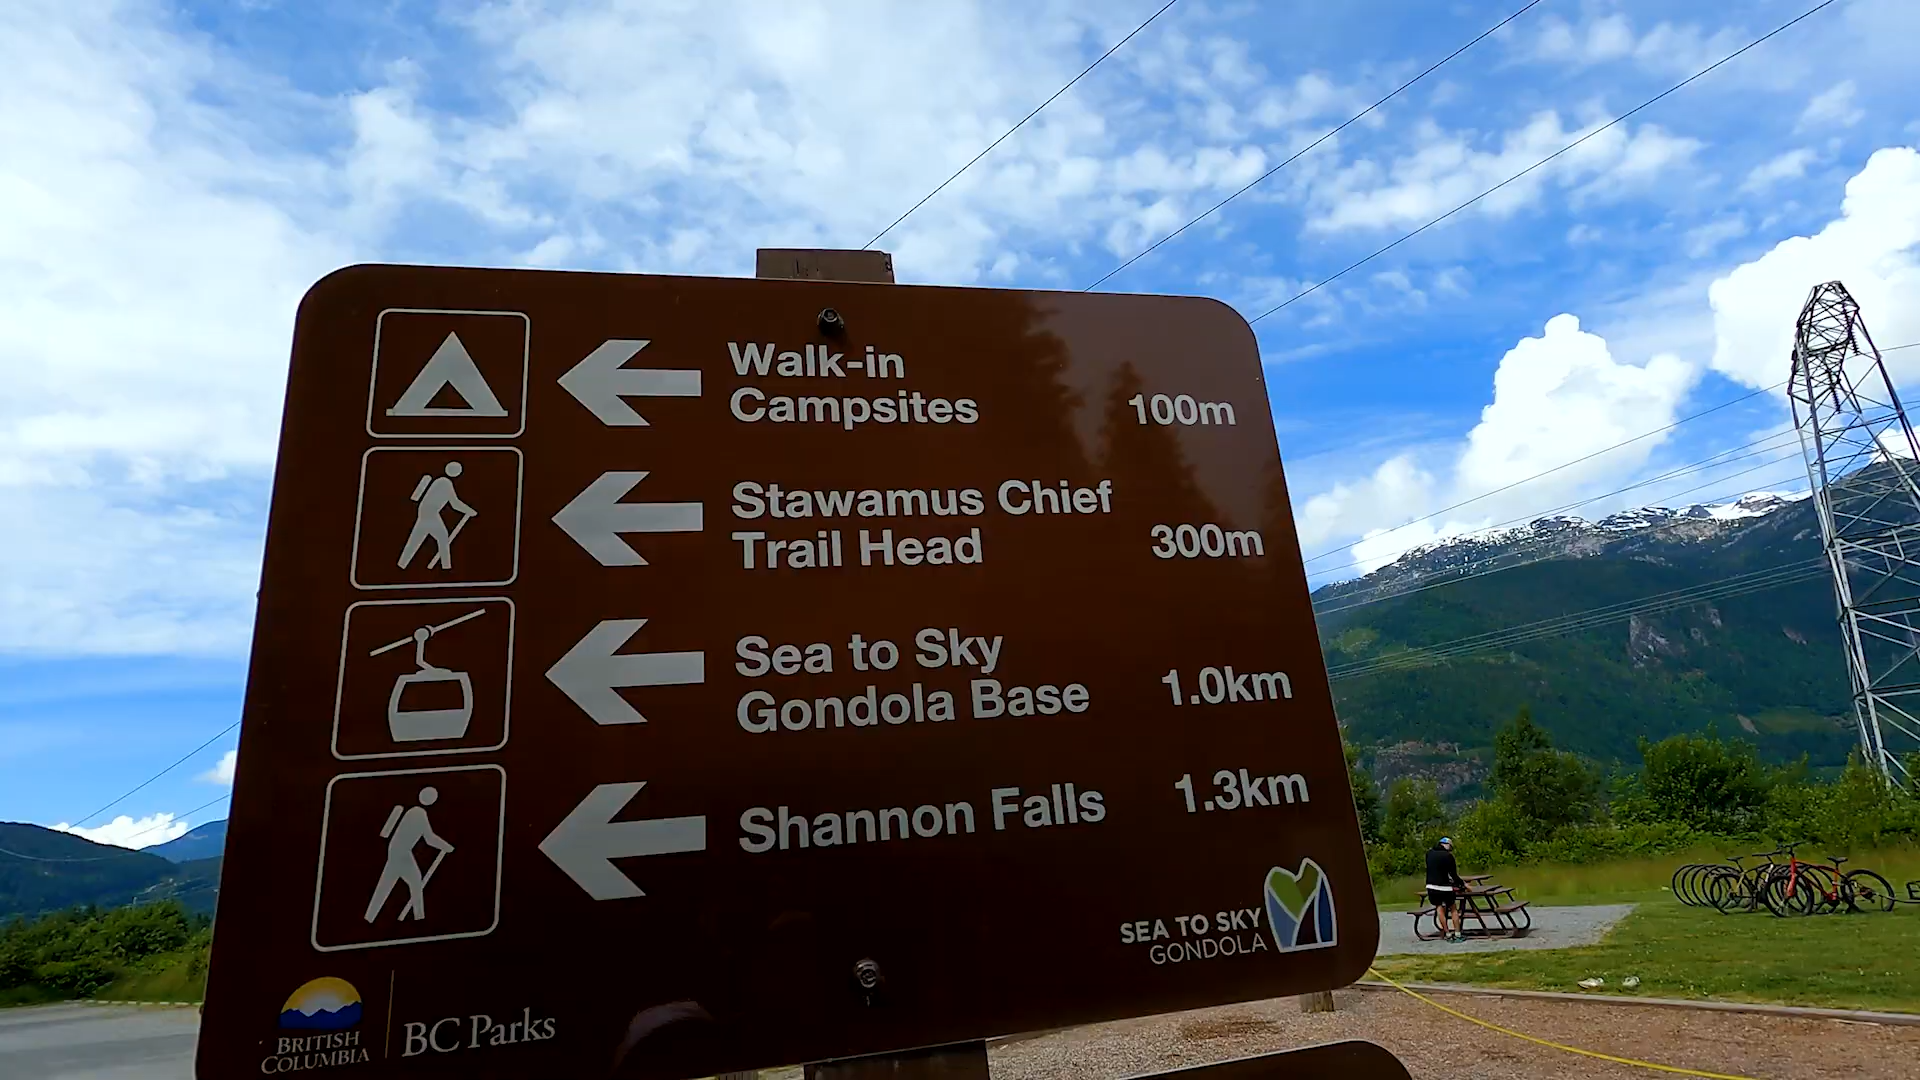 Walk-in
Campsites 100m
Stawamus Chief
Trail Head 300m
Sea to Sky
Gondola Base 1.0km
Shannon Falls 1.3km
SEA TO SKY
GONDOLA
BRITISH
COLUMBIA
BC Parks